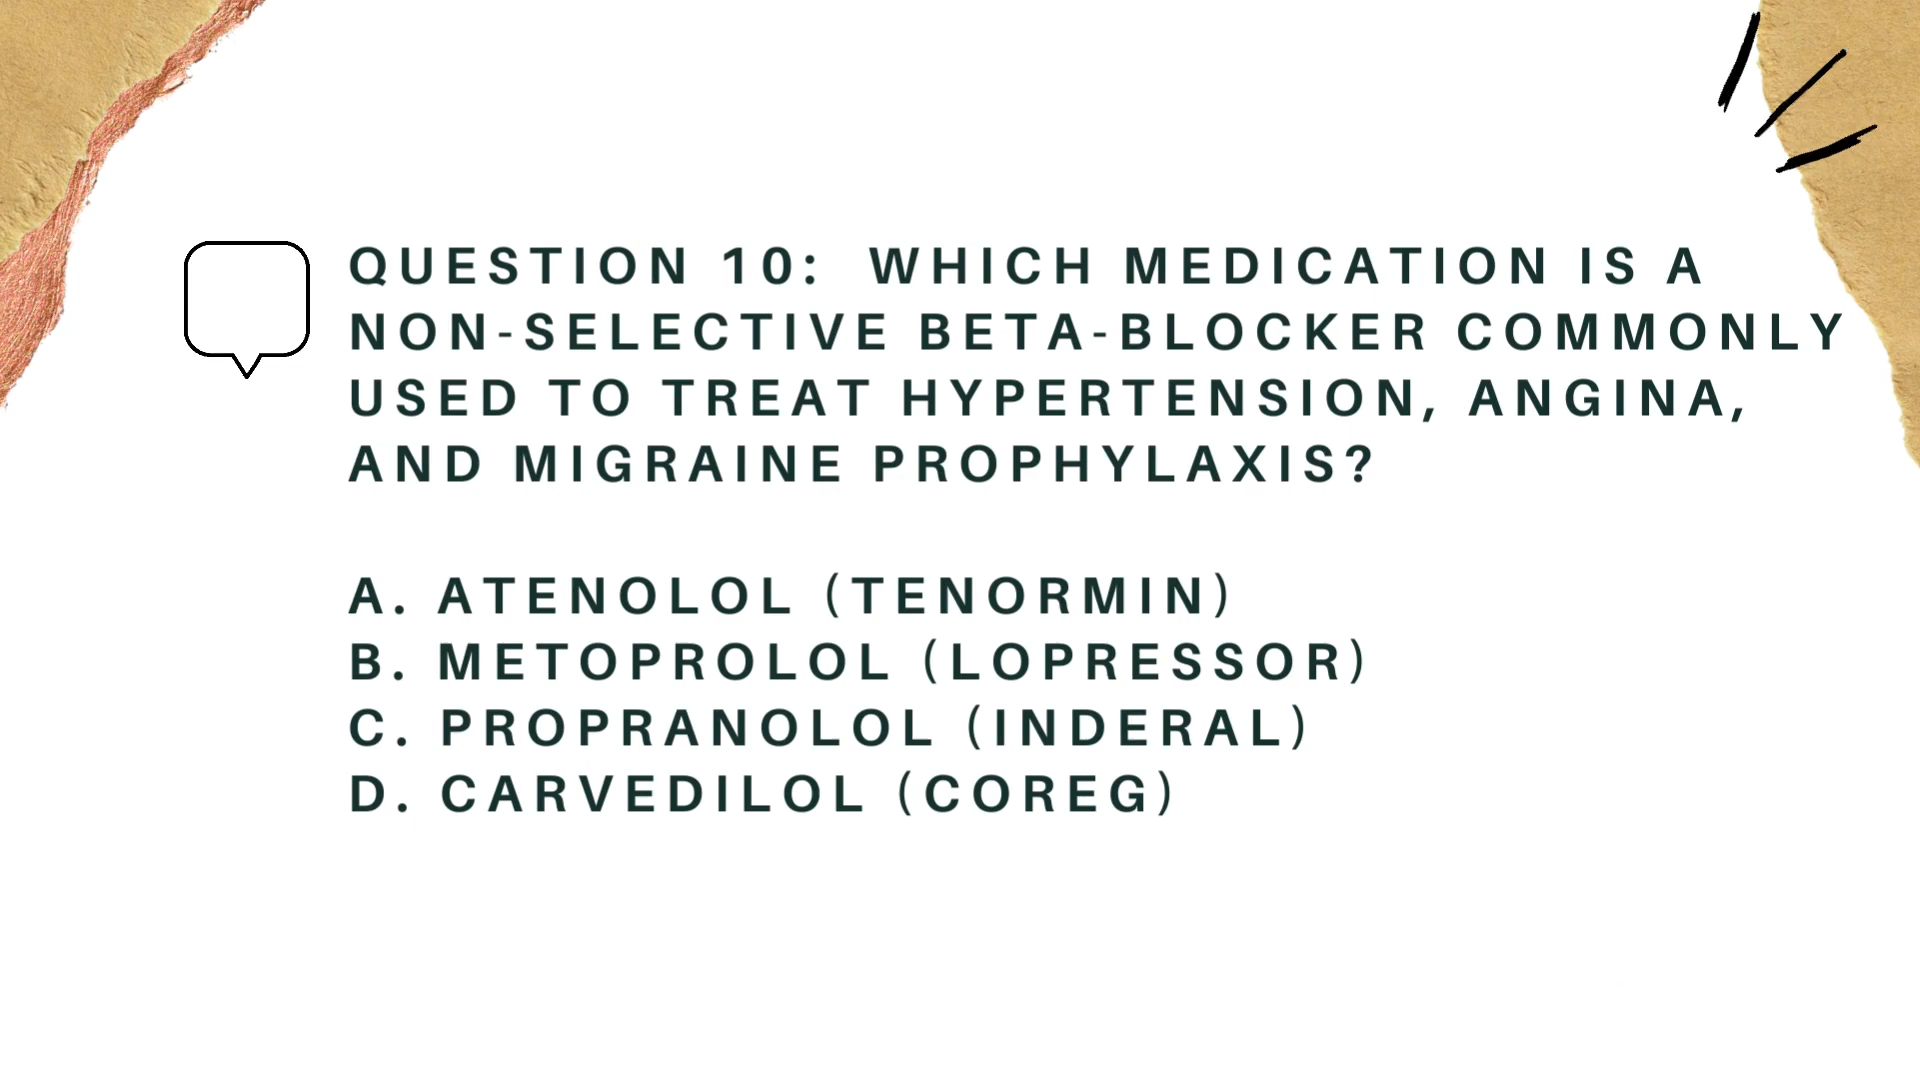 QUESTION 10: WHICH MEDICATION IS A
NON-SELECTIVE BETA-BLOCKER COMMONLY
USED TO TREAT HYPERTENSION, ANGINA,
AND MIGRAINE PROPHYLAXIS?
A. ATENOLOL (TENORMIN)
B. METOPROLOL (LOPRESSOR)
C. PROPRANOLOL (INDERAL)
D. CARVEDILOL (COREG)